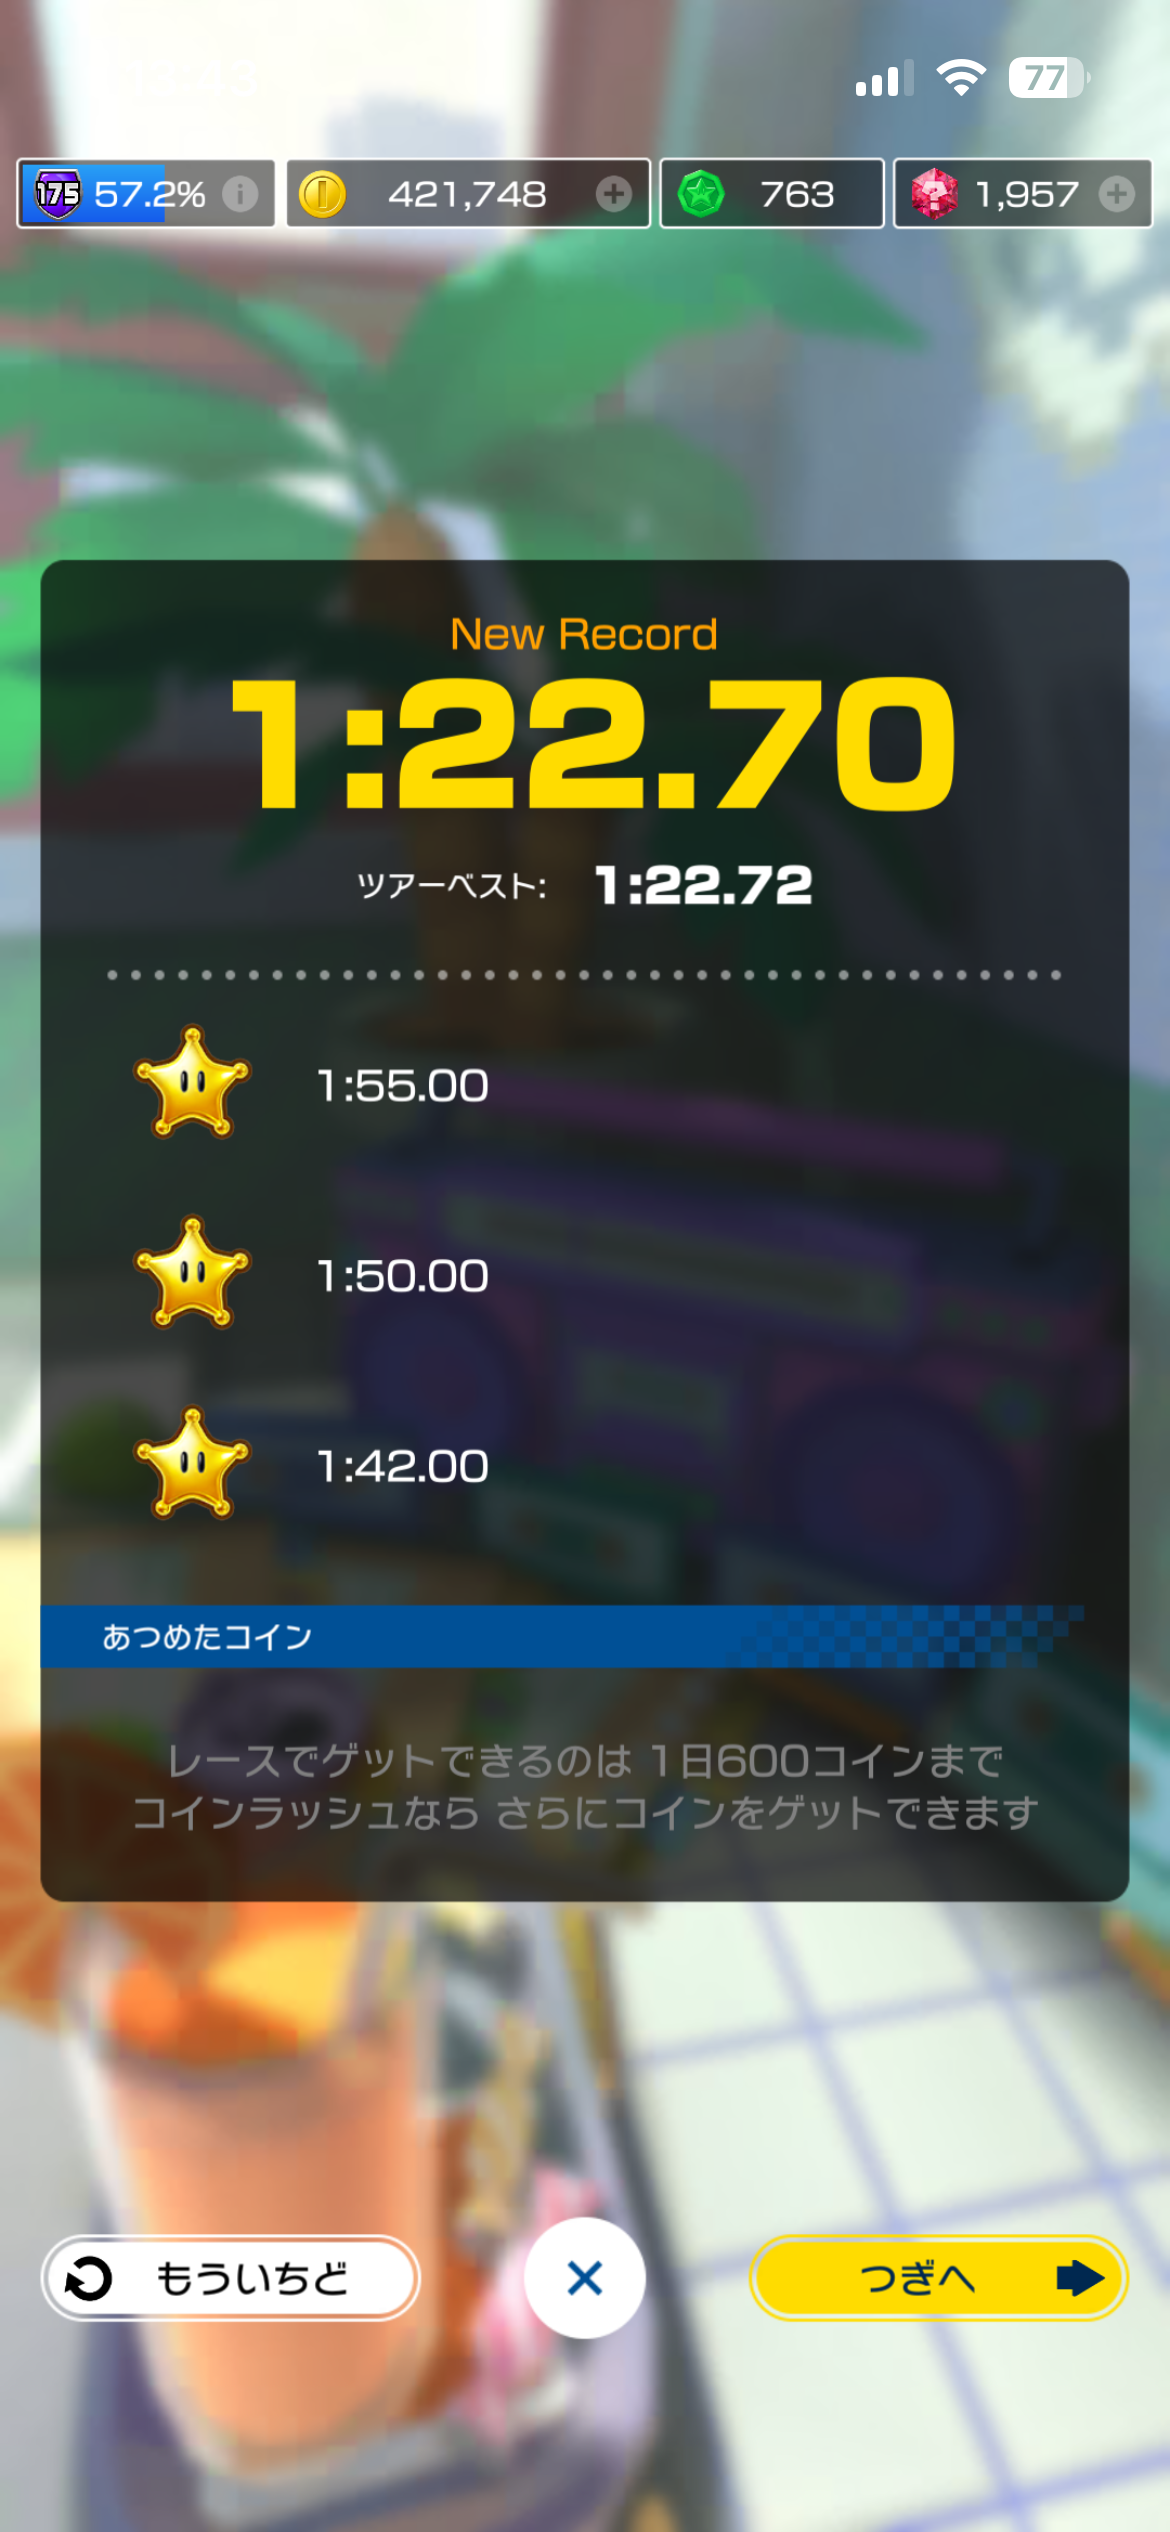 77
175 57.2% i 421,748 + 763 1,957 +
New Record
1:22.70
ツアーベスト: 1:22.72
1:55.00
1:50.00
1:42.00
あつめたコイン
レースでゲットできるのは 1日600コインまで
コインラッシュなら さらにコインをゲットできます
もういちど × つぎへ